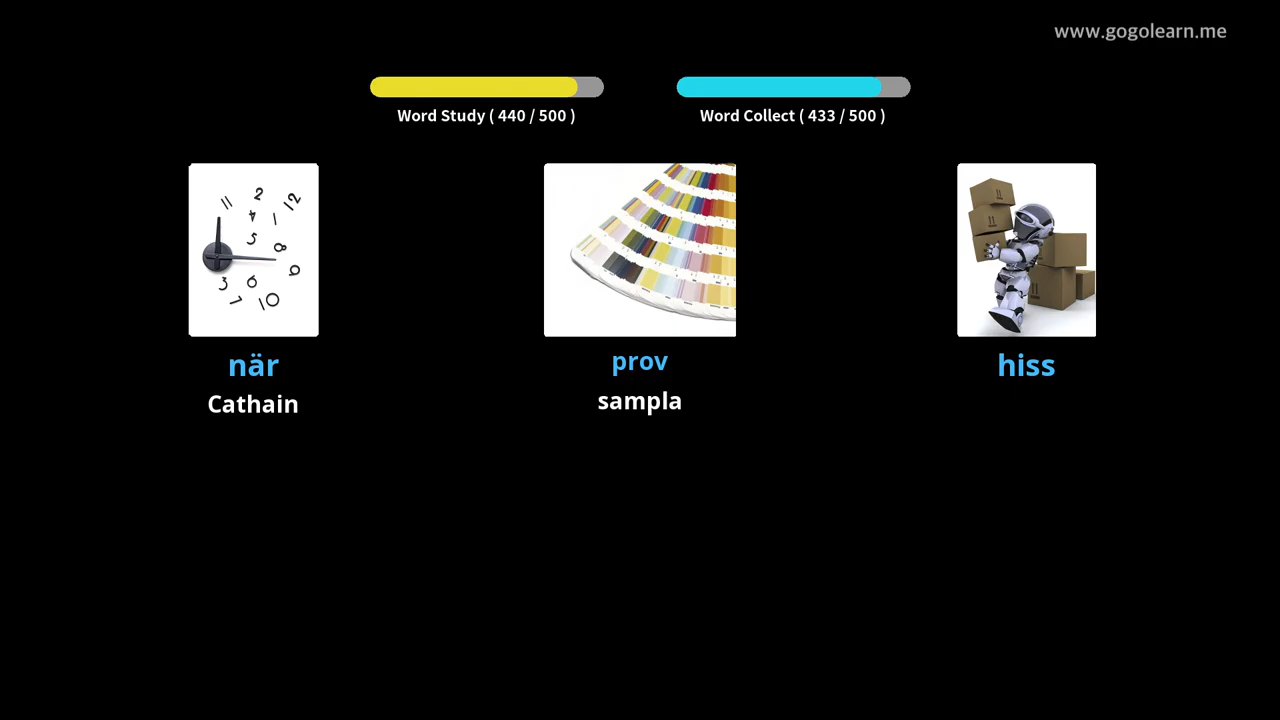 www.gogolearn.me
Word Study ( 440 / 500 )
Word Collect ( 433 / 500 )
när
Cathain
prov
sampla
hiss